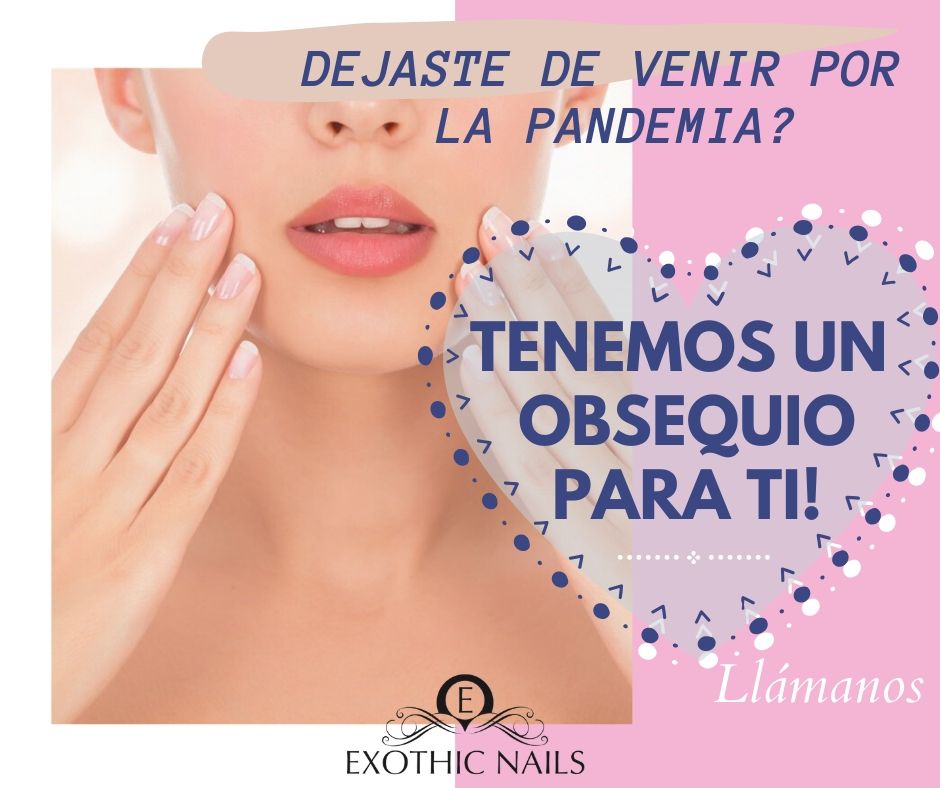 DEJASTE DE VENIR POR
LA PANDEMIA?
TENEMOS UN
OBSEQUIO
PARA TI!
Llámanos
E
EXOTHIC NAILS